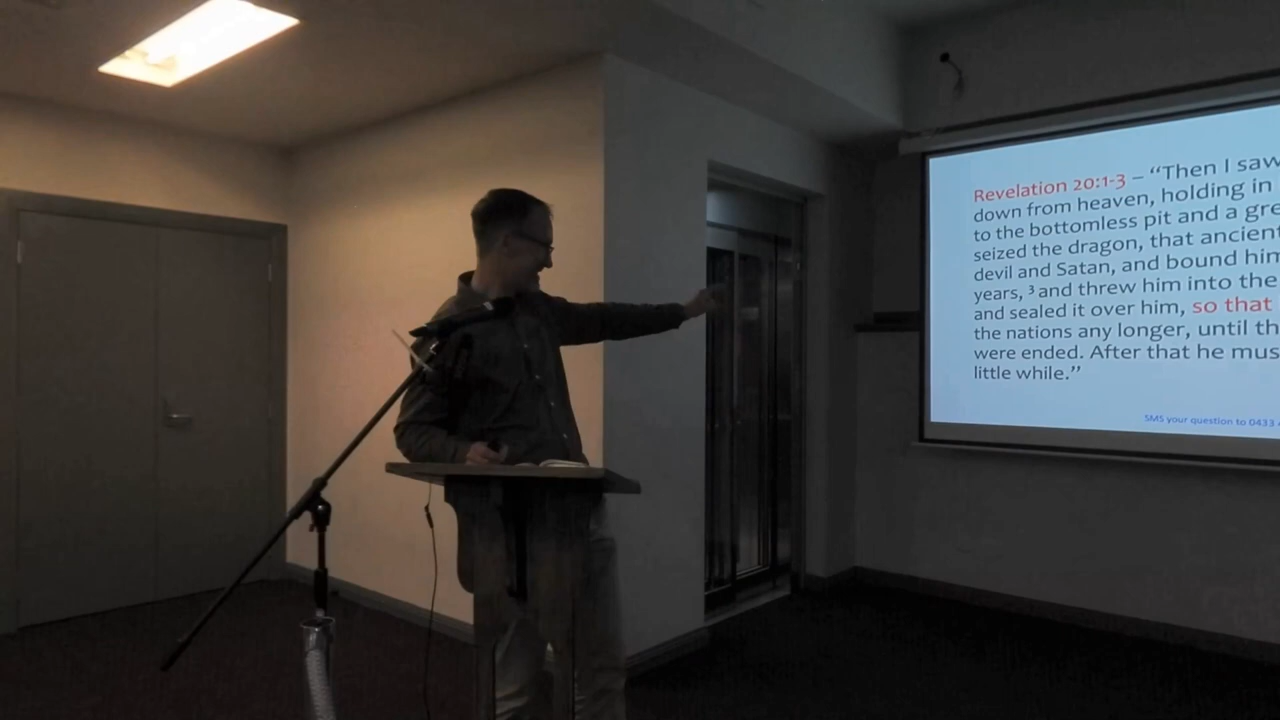 Revelation 20:1-3 – “Then I saw
down from heaven, holding in
to the bottomless pit and a gre
seized the dragon, that ancient
devil and Satan, and bound him
years, ³ and threw him into the
and sealed it over him, so that
the nations any longer, until th
were ended. After that he mus
little while.”
SMS your question to 0433